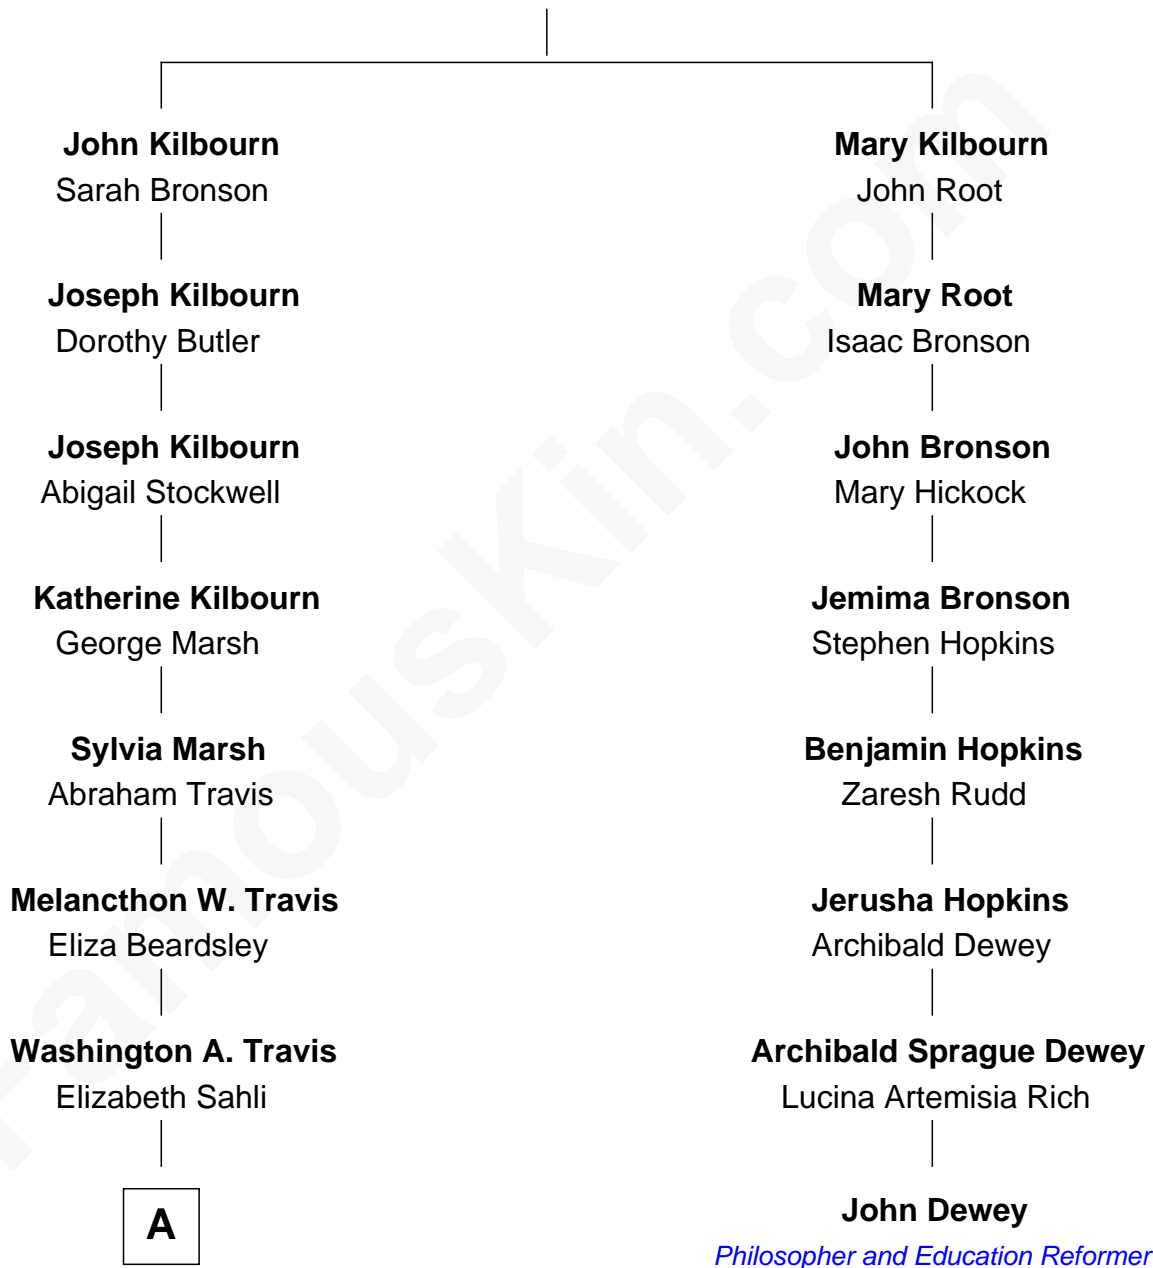 John Kilbourn
Sarah Bronson
Joseph Kilbourn
Dorothy Butler
Joseph Kilbourn
Abigail Stockwell
Katherine Kilbourn
George Marsh
Sylvia Marsh
Abraham Travis
Melancthon W. Travis
Eliza Beardsley
Washington A. Travis
Elizabeth Sahli
A
Mary Kilbourn
John Root
Mary Root
Isaac Bronson
John Bronson
Mary Hickock
Jemima Bronson
Stephen Hopkins
Benjamin Hopkins
Zaresh Rudd
Jerusha Hopkins
Archibald Dewey
Archibald Sprague Dewey
Lucina Artemisia Rich
John Dewey
Philosopher and Education Reformer
FamousKin.com